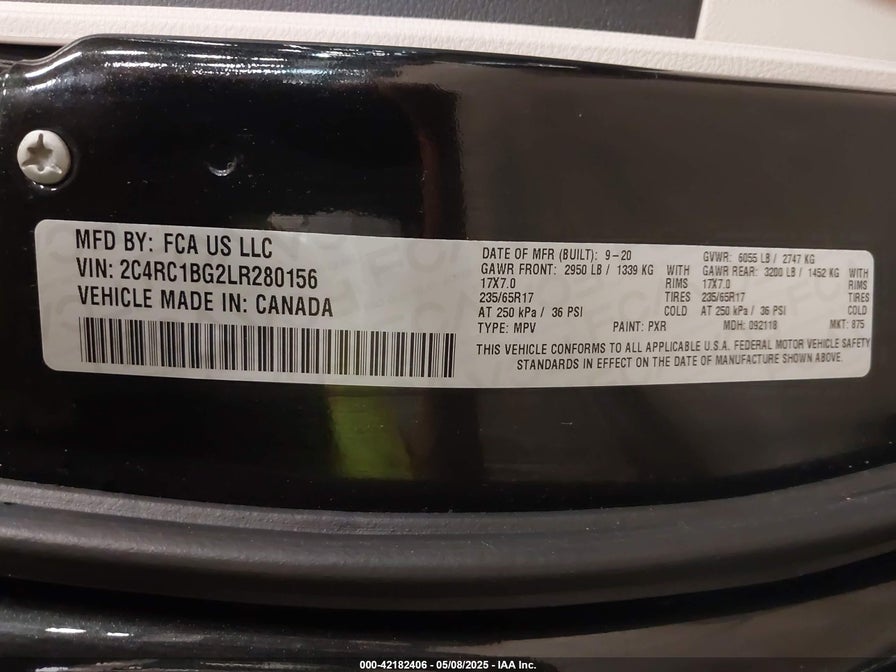 MFD BY: FCA US LLC
VIN: 2C4RC1BG2LR280156
VEHICLE MADE IN: CANADA
DATE OF MFR (BUILT): 9-20 GVWR: 6055 LB / 2747 KG
GAWR FRONT: 2950 LB / 1339 KG WITH GAWR REAR: 3200 LB / 1452 KG WITH
17X7.0 RIMS 17X7.0 RIMS
235/65R17 TIRES 235/65R17 TIRES
AT 250 kPa / 36 PSI COLD AT 250 kPa / 36 PSI COLD
TYPE: MPV PAINT: PXR MDH: 092118 MKT: 875
THIS VEHICLE CONFORMS TO ALL APPLICABLE U.S.A. FEDERAL MOTOR VEHICLE SAFETY
STANDARDS IN EFFECT ON THE DATE OF MANUFACTURE SHOWN ABOVE.
000-42182406 - 05/08/2025 - IAA Inc.